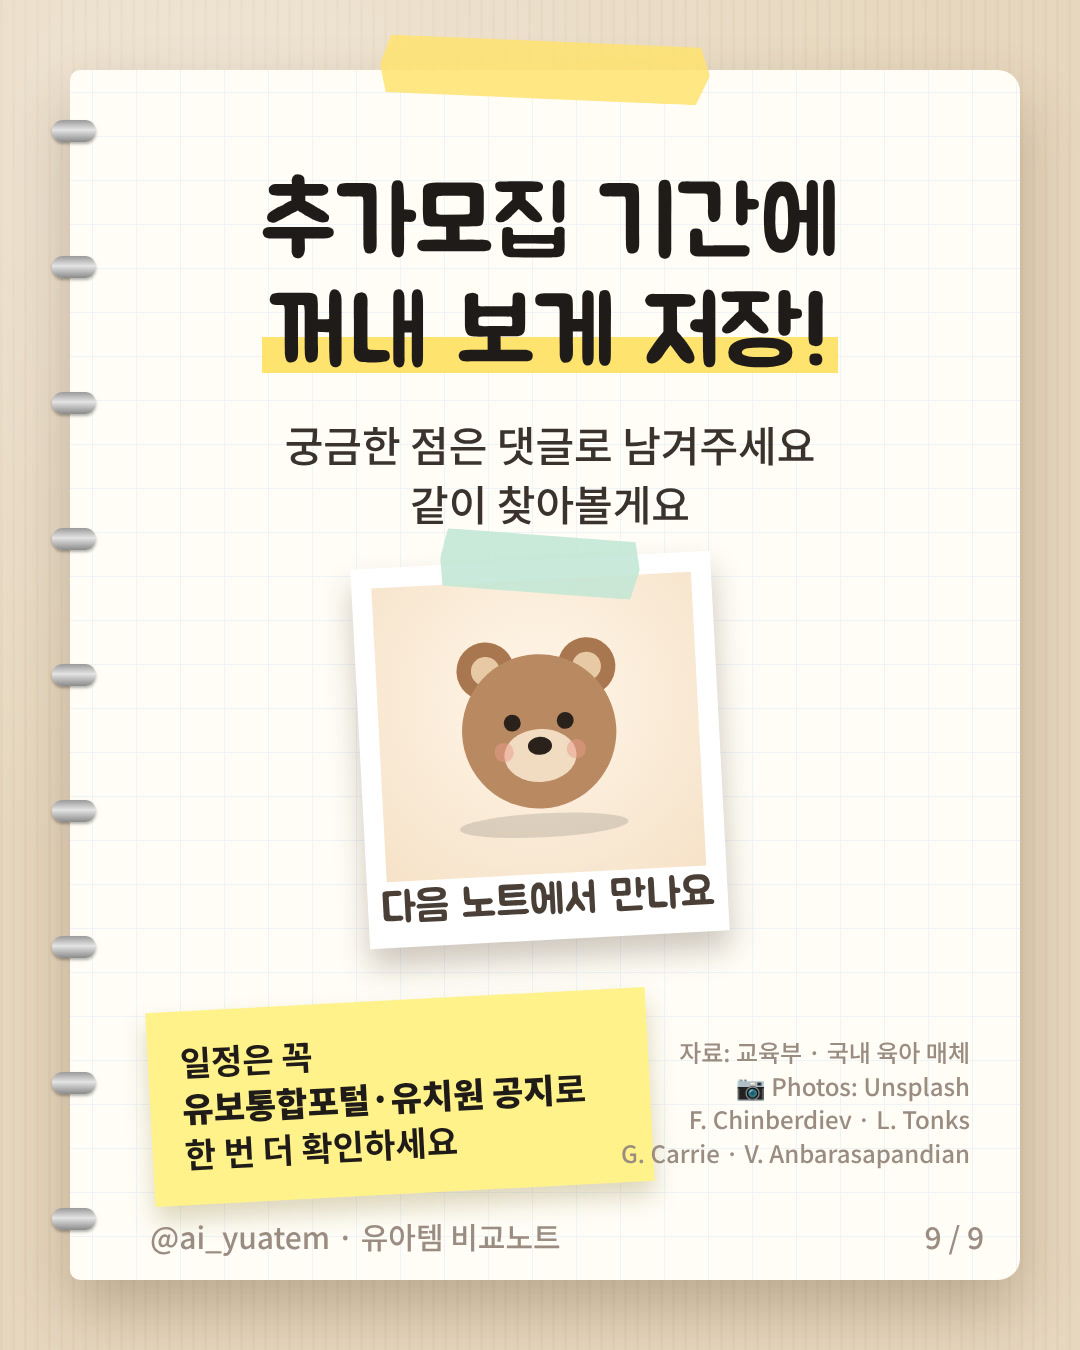 추가모집 기간에
꺼내 보게 저장!
궁금한 점은 댓글로 남겨주세요
같이 찾아볼게요
다음 노트에서 만나요
일정은 꼭
유보통합포털·유치원 공지로
한 번 더 확인하세요
자료: 교육부 · 국내 육아 매체
📷 Photos: Unsplash
F. Chinberdiev · L. Tonks
G. Carrie · V. Anbarasapandian
@ai_yuatem · 유아템 비교노트
9 / 9